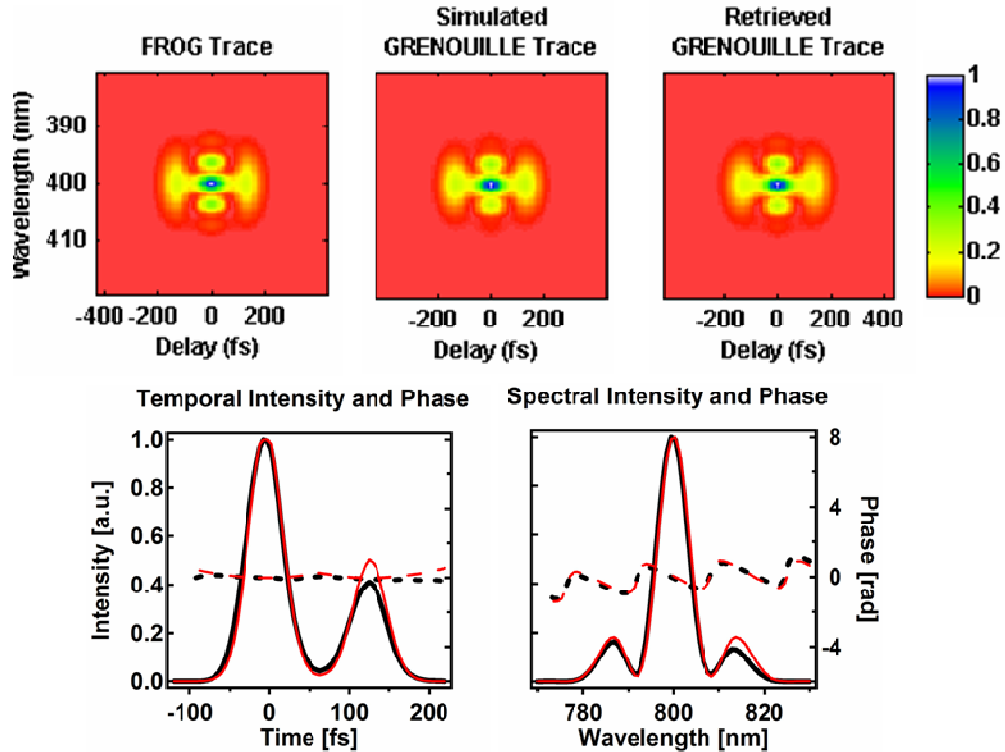 FROG Trace
Simulated
GRENOUILLE Trace
Retrieved
GRENOUILLE Trace
Wavelength (nm)
390
400
410
-400 -200 0 200
Delay (fs)
-200 0 200
Delay (fs)
-200 0 200 400
Delay (fs)
1
0.8
0.6
0.4
0.2
0
Temporal Intensity and Phase
Intensity [a.u.]
1.0
0.8
0.6
0.4
0.2
0.0
-100 0 100 200
Time [fs]
Spectral Intensity and Phase
8
4
0
-4
Phase [rad]
780 800 820
Wavelength [nm]